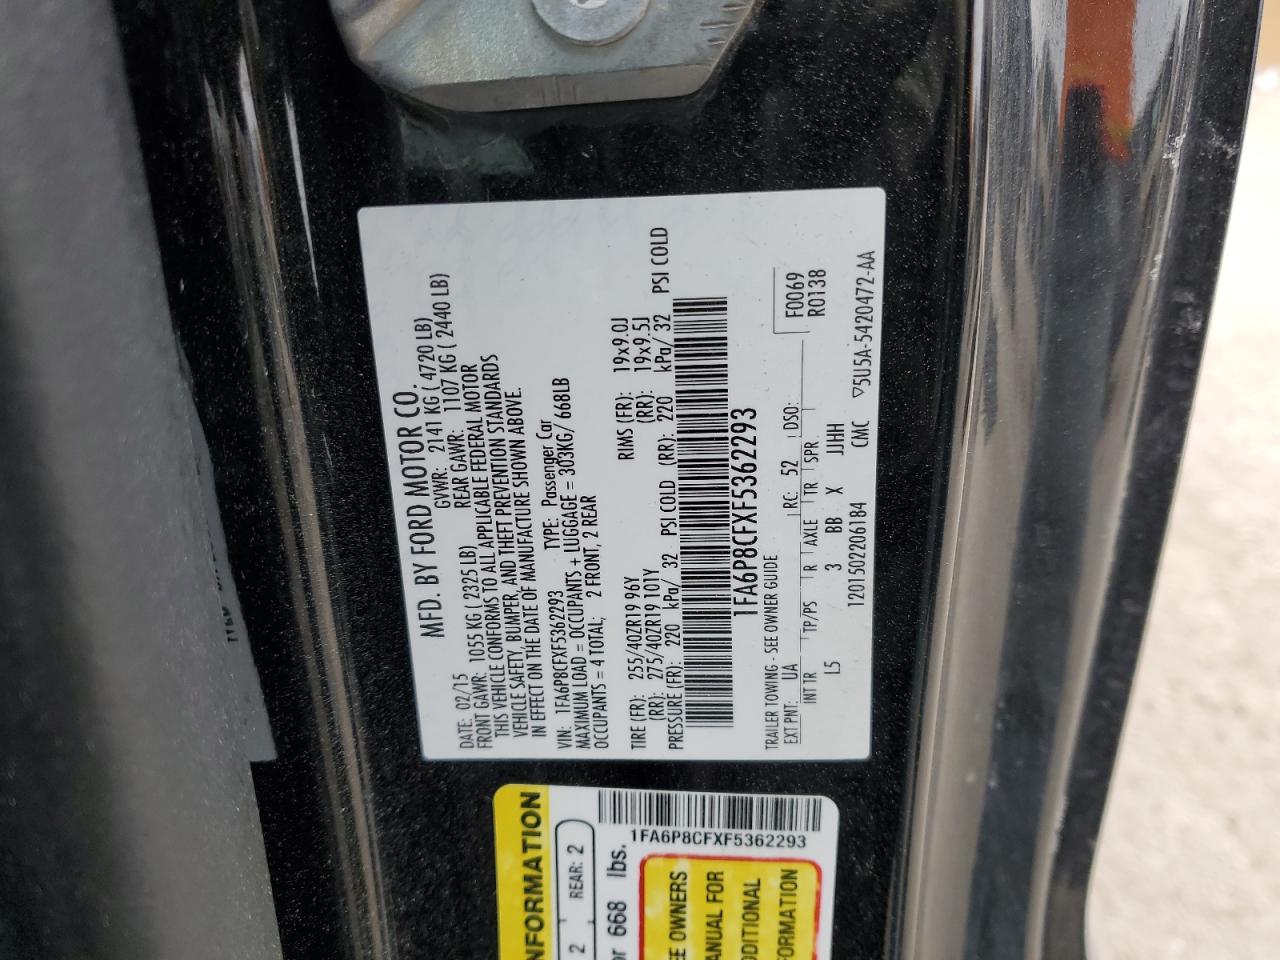 MFD. BY FORD MOTOR CO.
DATE: 02/15 GVWR: 2141 KG ( 4720 LB)
FRONT GAWR: 1055 KG ( 2325 LB) REAR GAWR: 1107 KG ( 2440 LB)
THIS VEHICLE CONFORMS TO ALL APPLICABLE FEDERAL MOTOR
VEHICLE SAFETY, BUMPER, AND THEFT PREVENTION STANDARDS
IN EFFECT ON THE DATE OF MANUFACTURE SHOWN ABOVE.
VIN: 1FA6P8CFXF5362293 TYPE: Passenger Car
MAXIMUM LOAD = OCCUPANTS + LUGGAGE = 303KG/ 668LB
OCCUPANTS = 4 TOTAL; 2 FRONT, 2 REAR
TIRE (FR): 255/40ZR19 96Y RIMS (FR): 19x9.0J
(RR): 275/40ZR19 101Y (RR): 19x9.5J
PRESSURE (FR): 220 kPa/ 32 PSI COLD (RR): 220 kPa/ 32 PSI COLD
1FA6P8CFXF5362293
TRAILER TOWING - SEE OWNER GUIDE F0069
EXT PNT: UA RC: 52 DSO: R0138
INT TR TP/PS R AXLE TR SPR
L5 3 BB X JJHH
12015022061B4 CMC ▽5U5A-5420472-AA
NFORMATION
2 REAR: 2
or 668 lbs.
1FA6P8CFXF5362293
EE OWNERS
ANUAL FOR
DDITIONAL
FORMATION